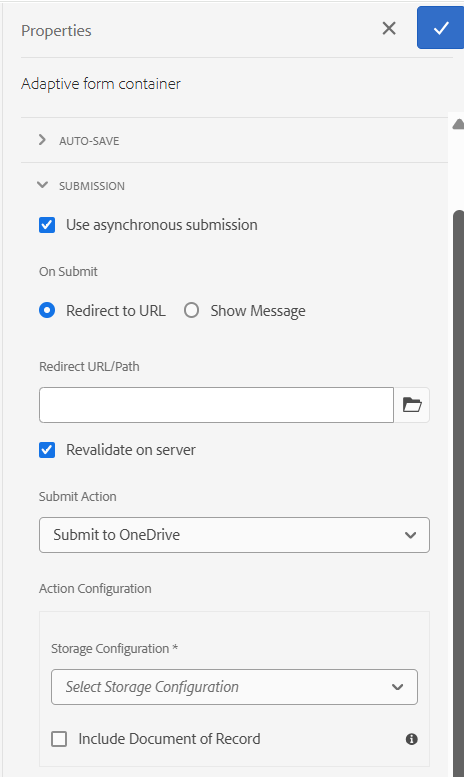 Properties
Adaptive form container
AUTO-SAVE
SUBMISSION
Use asynchronous submission
On Submit
Redirect to URL Show Message
Redirect URL/Path
Revalidate on server
Submit Action
Submit to OneDrive
Action Configuration
Storage Configuration *
Select Storage Configuration
Include Document of Record